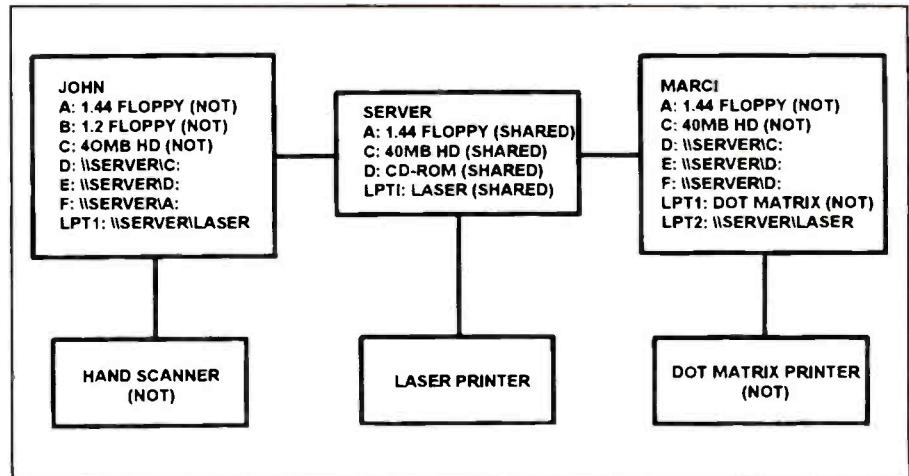 JOHN
A: 1.44 FLOPPY (NOT)
B: 1.2 FLOPPY (NOT)
C: 4OMB HD (NOT)
D: \\SERVER\C:
E: \\SERVER\D:
F: \\SERVER\A:
LPT1: \\SERVER\LASER
SERVER
A: 1.44 FLOPPY (SHARED)
C: 40MB HD (SHARED)
D: CD-ROM (SHARED)
LPTI: LASER (SHARED)
MARCI
A: 1.44 FLOPPY (NOT)
C: 40MB HD (NOT)
D: \\SERVER\C:
E: \\SERVER\D:
F: \\SERVER\D:
LPT1: DOT MATRIX (NOT)
LPT2: \\SERVER\LASER
HAND SCANNER
(NOT)
LASER PRINTER
DOT MATRIX PRINTER
(NOT)